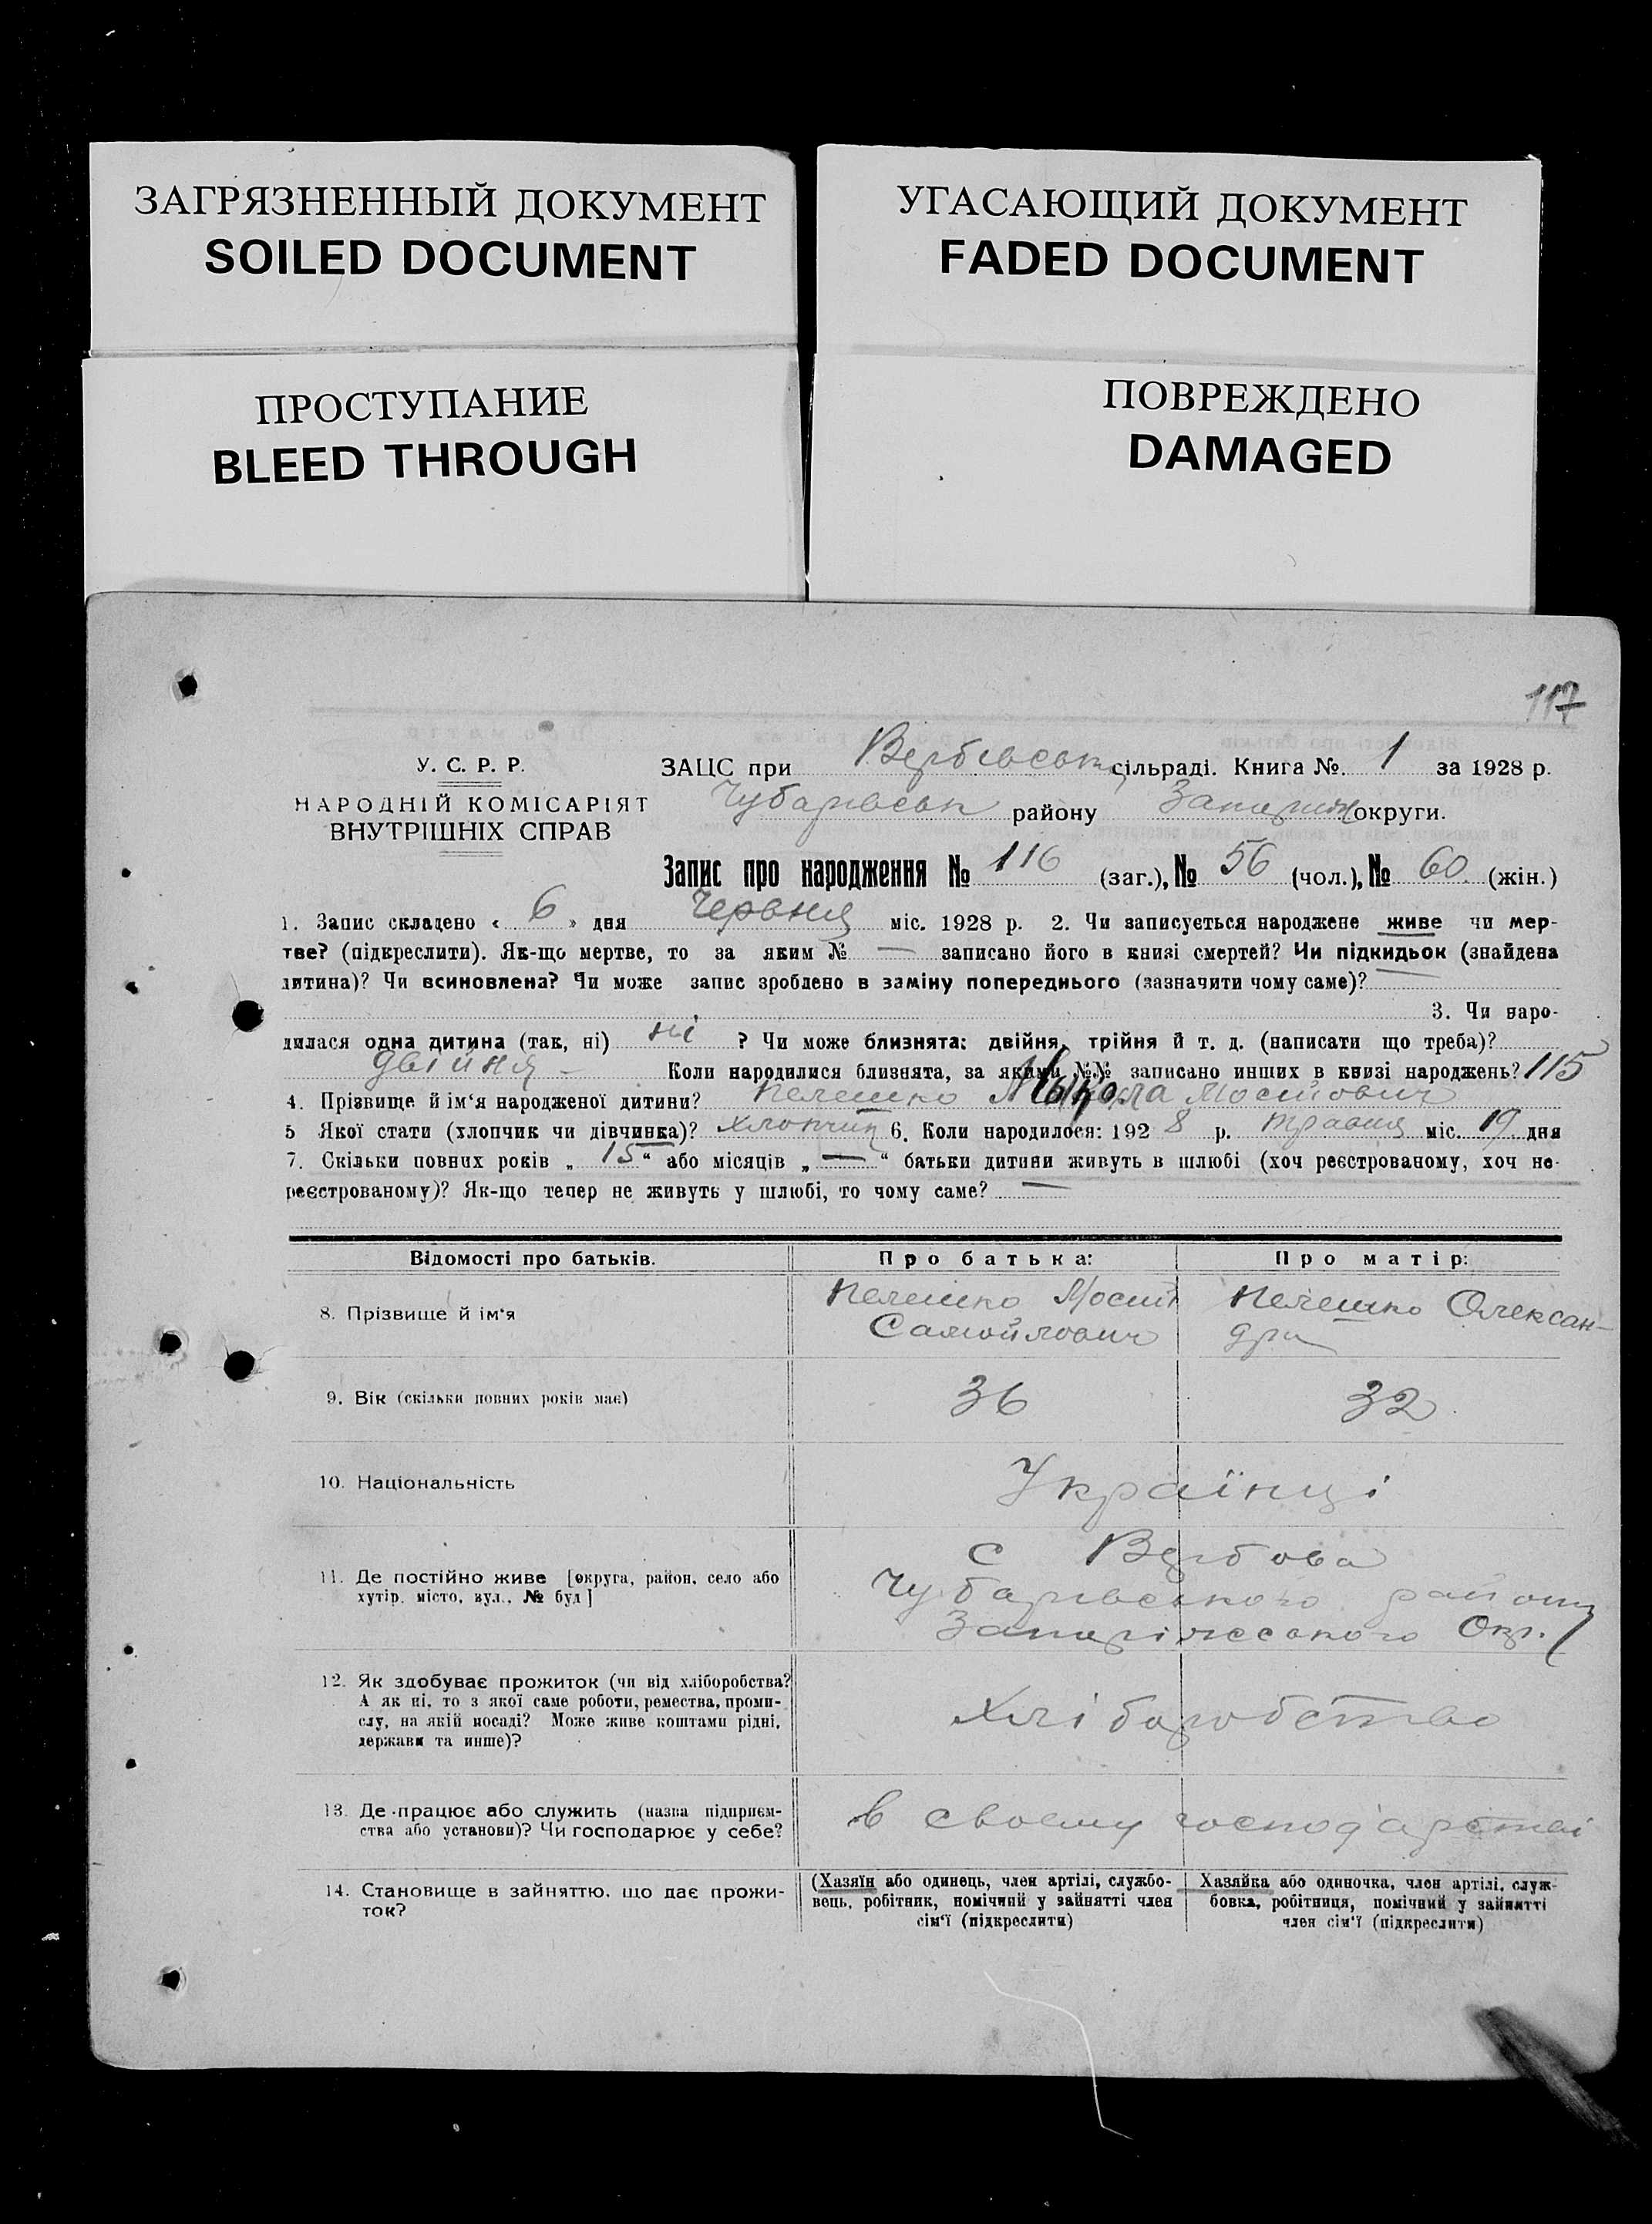 ЗАГРЯЗНЕННЫЙ ДОКУМЕНТ
SOILED DOCUMENT
УГАСАЮЩИЙ ДОКУМЕНТ
FADED DOCUMENT
ПРОСТУПАНИЕ
BLEED THROUGH
ПОВРЕЖДЕНО
DAMAGED
117
У. С. Р. Р.
НАРОДНІЙ КОМІСАРІЯТ
ВНУТРІШНІХ СПРАВ
ЗАЦС при Вербівськ сільраді. Книга №. 1 за 1928 р.
Чубарівськ району Запоріж округи.
Запис про народження № 116 (заг.), № 56 (чол.), № 60 (жін.)
1. Запис складено « 6 » дня Червня міс. 1928 р. 2. Чи записується народжене живе чи мер-
тве? (підкреслити). Як-що мертве, то за яким № — записано його в книзі смертей? Чи підкидьок (знайдена
дитина)? Чи всиновлена? Чи може запис зроблено в заміну попереднього (зазначити чому саме)? —
3. Чи наро-
дилася одна дитина (так, ні) ні ? Чи може близнята: двійня, трійня й т. д. (написати що треба)?
двійня — Коли народилися близнята, за якими №№ записано инших в книзі народжень? 115
4. Прізвище й ім'я народженої дитини? Пелешко Микола Мосійович
5 Якої стати (хлопчик чи дівчинка)? хлопчик 6. Коли народилося: 192 8 р. травня міс. 19 дня
7. Скільки повних років „ 15 “ або місяців „ — “ батьки дитини живуть в шлюбі (хоч реєстрованому, хоч не-
реєстрованому)? Як-що тепер не живуть у шлюбі, то чому саме? —
Відомості про батьків. Про батька: Про матір:
8. Прізвище й ім'я
Пелешко Мосій
Самойлович
Пелешко Олексан-
дра
9. Вік (скільки повних років має) 36 32
10. Національність Українці
11. Де постійно живе [округа, район, село або
хутір, місто, вул., № буд]
С Вербова
Чубарівського району
Запоріжського Окр.
12. Як здобуває прожиток (чи від хліборобства?
А як ні, то з якої саме роботи, ремества, проми-
слу, на якій посаді? Може живе коштами рідні,
держави та инше)?
Хліборобство
13. Де працює або служить (назва підприєм-
ства або установи)? Чи господарює у себе?
в своему господарстві
14. Становище в зайняттю, що дає прожи-
ток?
(Хазяїн або одинець, член артілі, службо-
вець, робітник, помічний у зайнятті член
сім'ї (підкреслити)
Хазяйка або одиночка, член артілі, служ-
бовка, робітниця, помічний у зайнятті
член сім'ї (підкреслити)